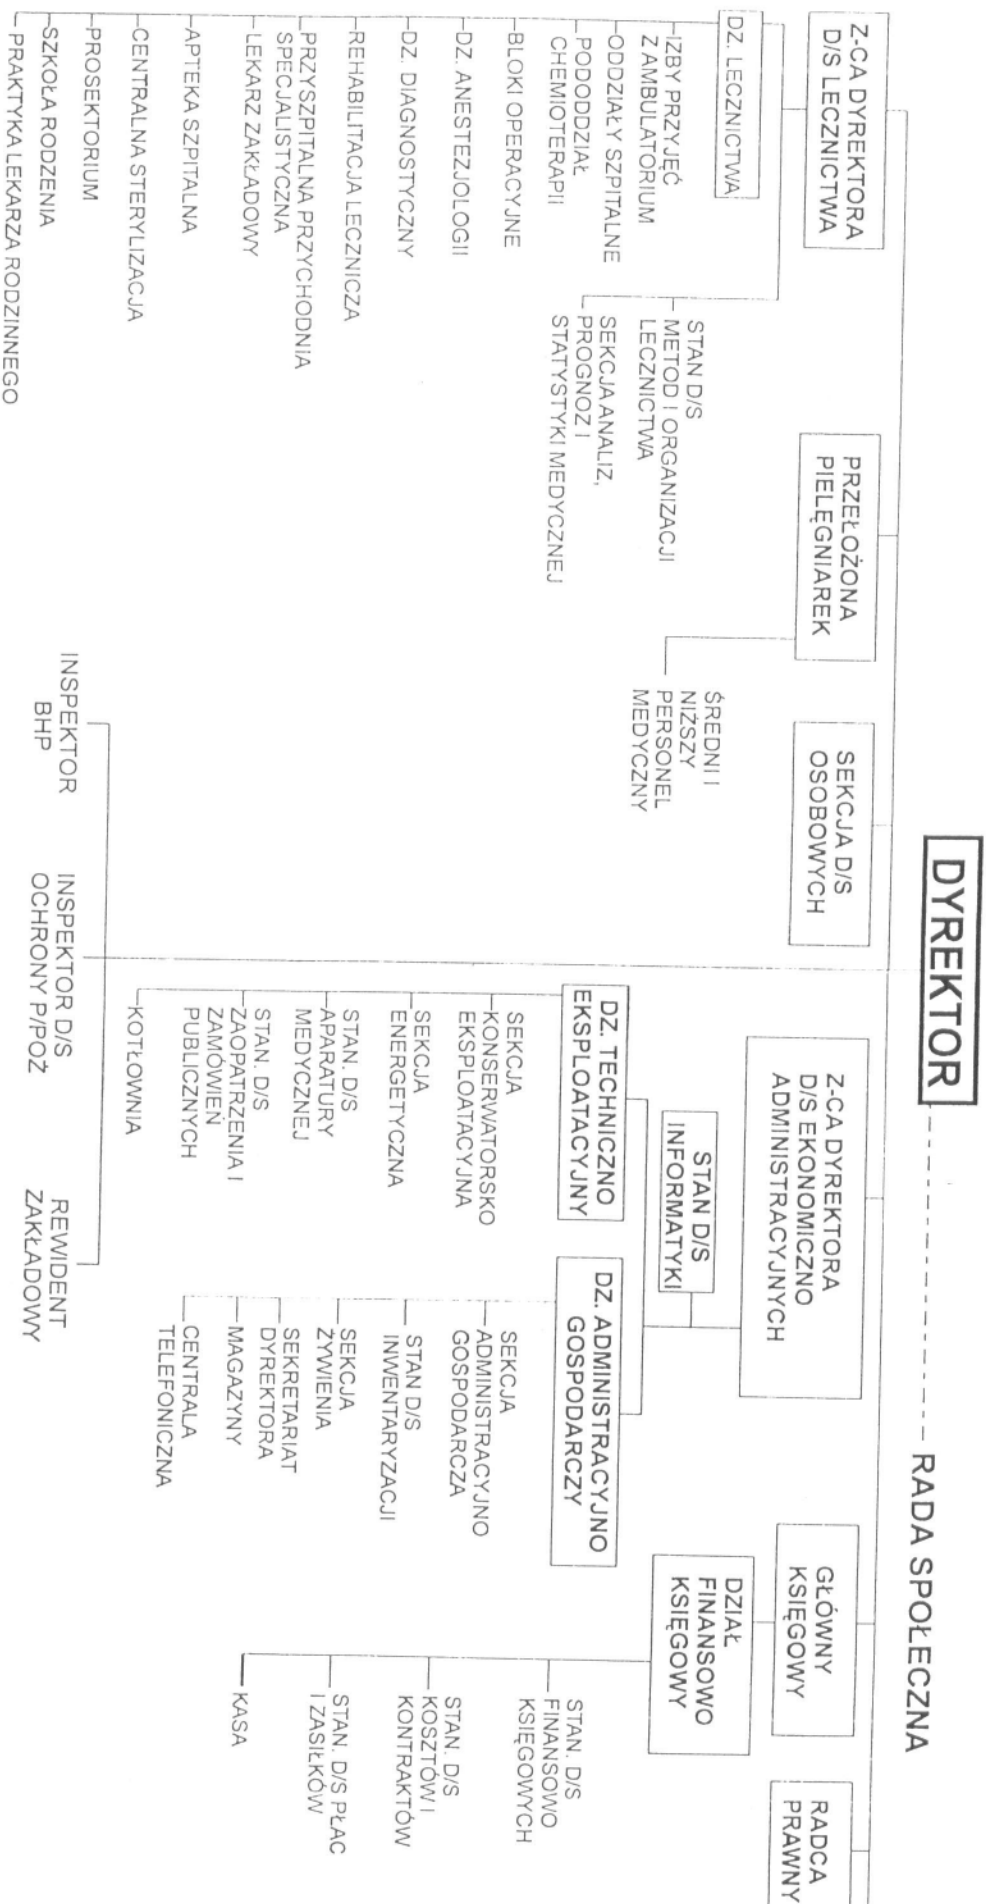 DYREKTOR
RADA SPOŁECZNA
Z-CA DYREKTORA
D/S LECZNICTWA
PRZEŁOŻONA
PIELĘGNIAREK
SEKCJA D/S
OSOBOWYCH
Z-CA DYREKTORA
D/S EKONOMICZNO
ADMINISTRACYJNYCH
GŁÓWNY
KSIĘGOWY
RADCA
PRAWNY
DZ. LECZNICTWA
IZBY PRZYJĘĆ
Z AMBULATORIUM
ODDZIAŁY SZPITALNE
PODODDZIAŁ
CHEMIOTERAPII
BLOKI OPERACYJNE
DZ. ANESTEZJOLOGII
DZ. DIAGNOSTYCZNY
REHABILITACJA LECZNICZA
PRZYSZPITALNA PRZYCHODNIA
SPECJALISTYCZNA
LEKARZ ZAKŁADOWY
APTEKA SZPITALNA
CENTRALNA STERYLIZACJA
PROSEKTORIUM
SZKOŁA RODZENIA
PRAKTYKA LEKARZA RODZINNEGO
STAN D/S
METOD I ORGANIZACJI
LECZNICTWA
SEKCJA ANALIZ,
PROGNOZ I
STATYSTYKI MEDYCZNEJ
ŚREDNI I
NIŻSZY
PERSONEL
MEDYCZNY
STAN D/S
INFORMATYKI
DZ. TECHNICZNO
EKSPLOATACYJNY
SEKCJA
KONSERWATORSKO
EKSPLOATACYJNA
SEKCJA
ENERGETYCZNA
STAN. D/S
APARATURY
MEDYCZNEJ
STAN. D/S
ZAOPATRZENIA I
ZAMÓWIEŃ
PUBLICZNYCH
KOTŁOWNIA
DZ. ADMINISTRACYJNO
GOSPODARCZY
SEKCJA
ADMINISTRACYJNO
GOSPODARCZA
STAN D/S
INWENTARYZACJI
SEKCJA
ŻYWIENIA
SEKRETARIAT
DYREKTORA
MAGAZYNY
CENTRALA
TELEFONICZNA
DZIAŁ
FINANSOWO
KSIĘGOWY
STAN. D/S
FINANSOWO
KSIĘGOWYCH
STAN. D/S
KOSZTÓW I
KONTRAKTÓW
STAN. D/S PŁAC
I ZASIŁKÓW
KASA
INSPEKTOR
BHP
INSPEKTOR D/S
OCHRONY P/POŻ
REWIDENT
ZAKŁADOWY